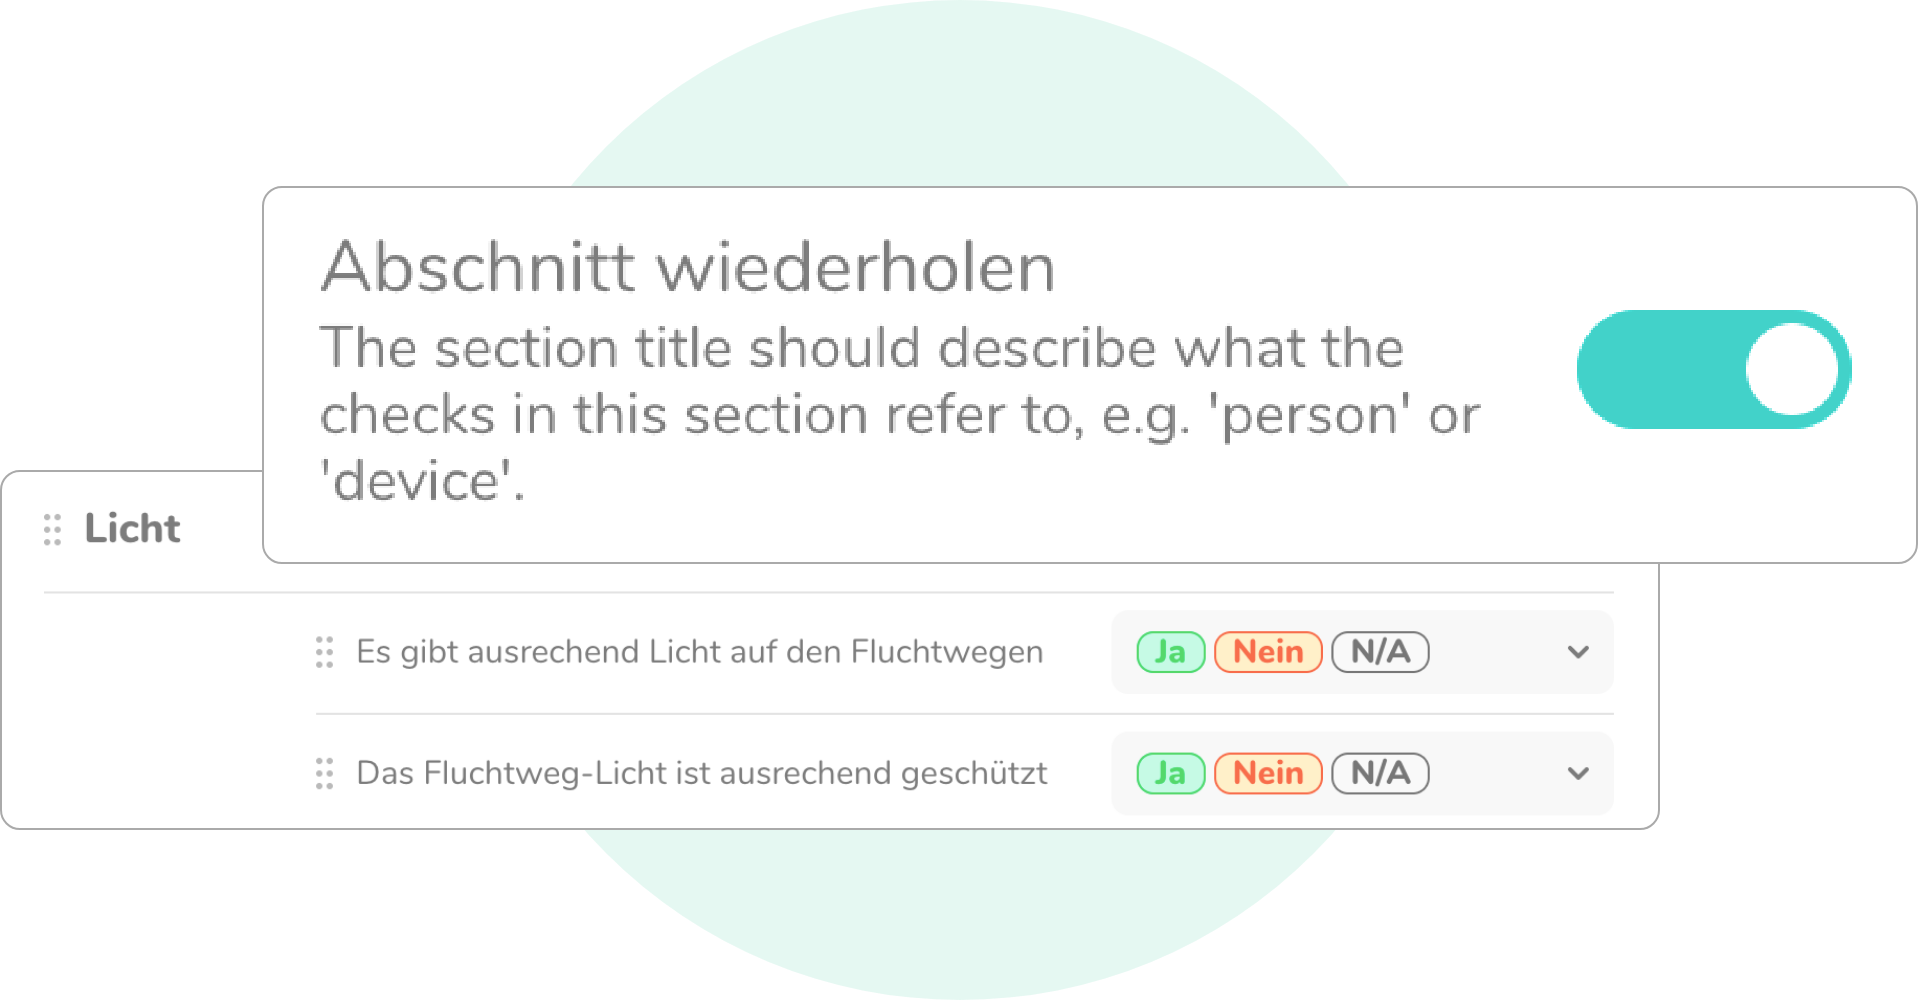 Abschnitt wiederholen
The section title should describe what the
checks in this section refer to, e.g. 'person' or
'device'.
Licht
Es gibt ausrechend Licht auf den Fluchtwegen Ja Nein N/A
Das Fluchtweg-Licht ist ausrechend geschützt Ja Nein N/A